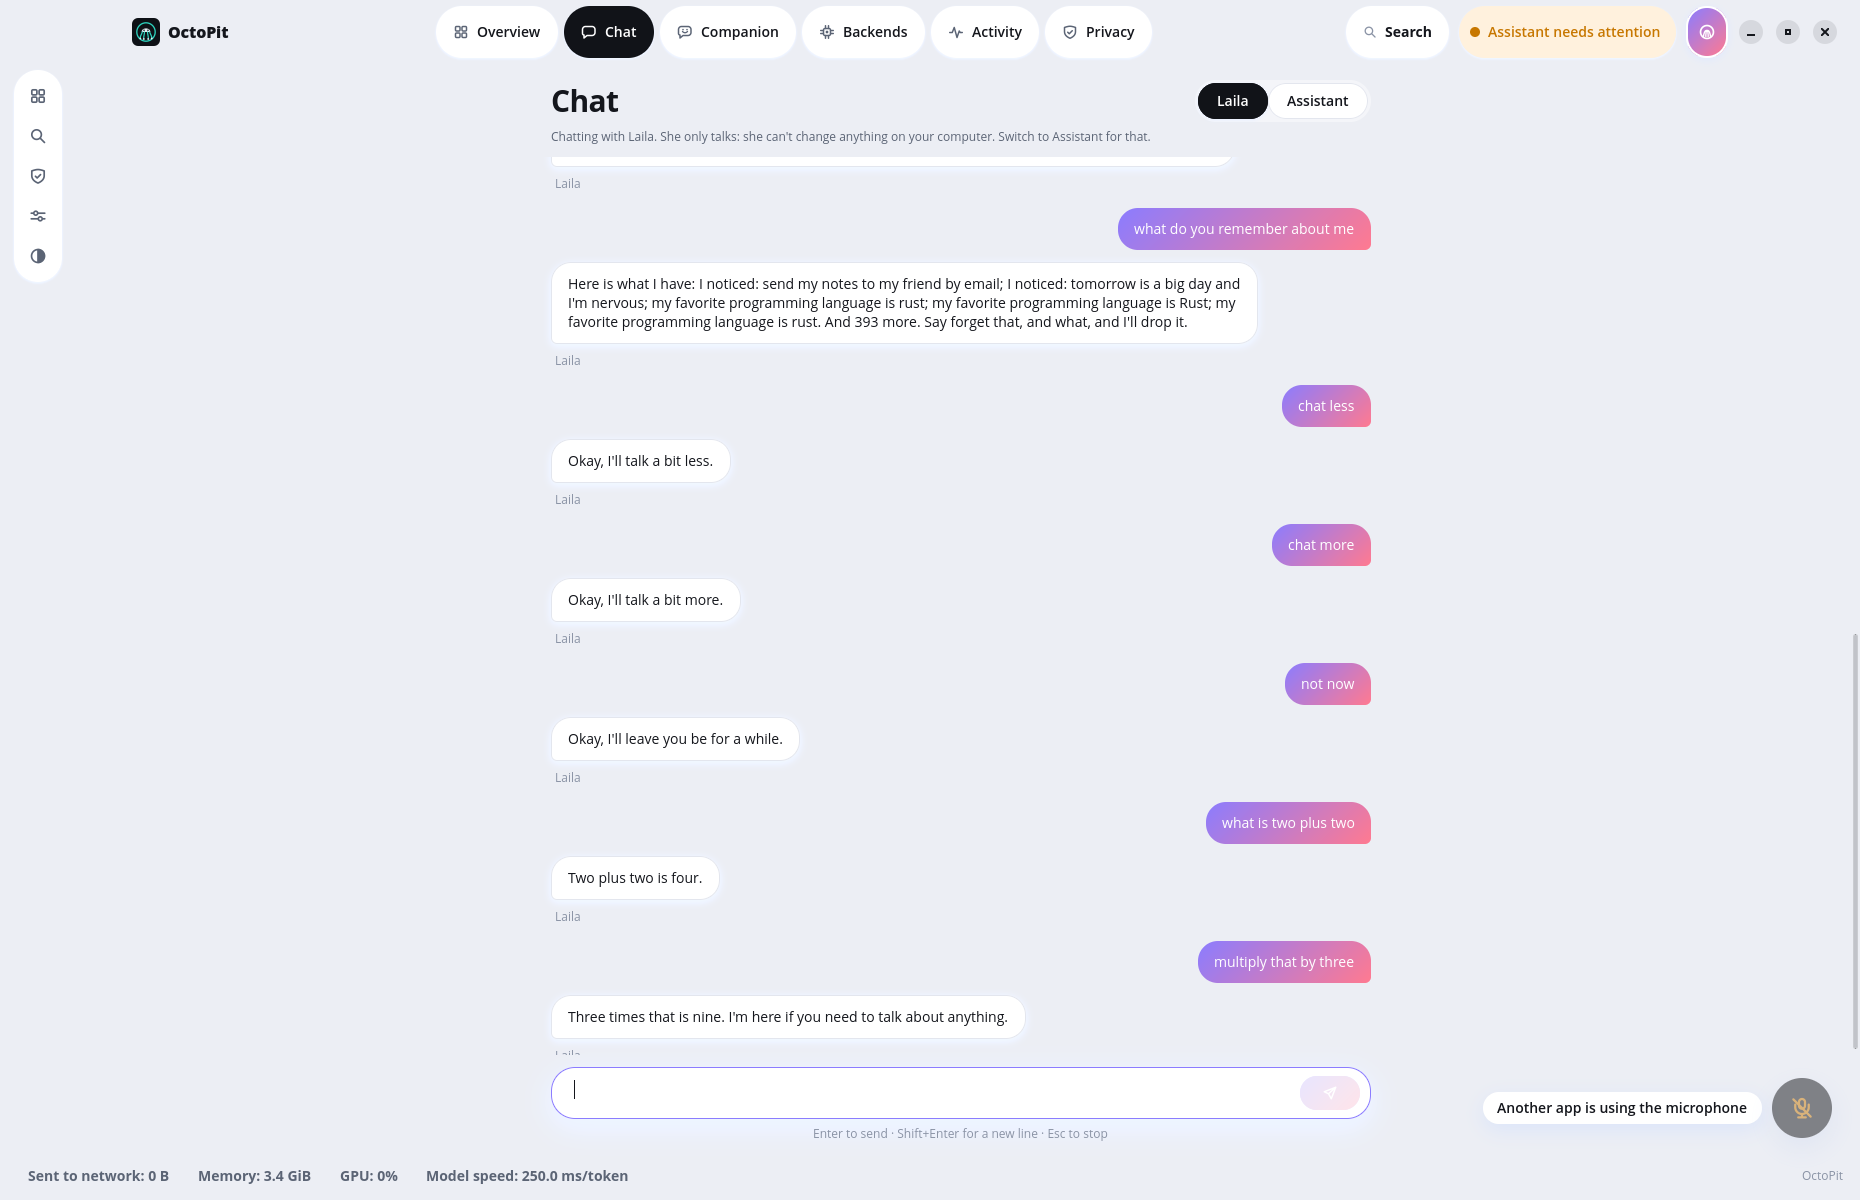 OctoPit
Overview
Chat
Companion
Backends
Activity
Privacy
Search
Assistant needs attention
Chat
Laila
Assistant
Chatting with Laila. She only talks: she can't change anything on your computer. Switch to Assistant for that.
Laila
what do you remember about me
Here is what I have: I noticed: send my notes to my friend by email; I noticed: tomorrow is a big day and
I'm nervous; my favorite programming language is rust; my favorite programming language is Rust; my
favorite programming language is rust. And 393 more. Say forget that, and what, and I'll drop it.
Laila
chat less
Okay, I'll talk a bit less.
Laila
chat more
Okay, I'll talk a bit more.
Laila
not now
Okay, I'll leave you be for a while.
Laila
what is two plus two
Two plus two is four.
Laila
multiply that by three
Three times that is nine. I'm here if you need to talk about anything.
Laila
Another app is using the microphone
Enter to send · Shift+Enter for a new line · Esc to stop
Sent to network: 0 B
Memory: 3.4 GiB
GPU: 0%
Model speed: 250.0 ms/token
OctoPit